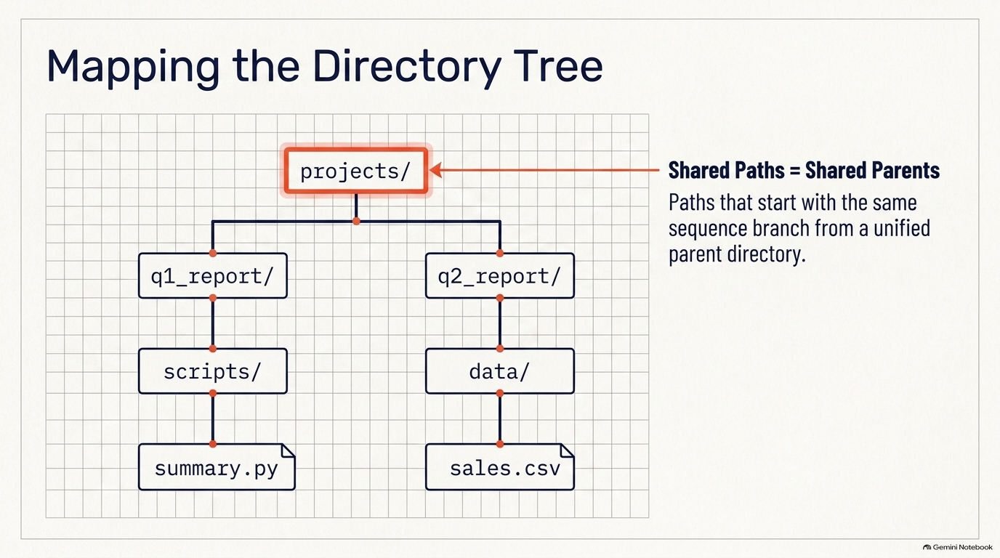 Mapping the Directory Tree
projects/
Shared Paths = Shared Parents
Paths that start with the same
sequence branch from a unified
parent directory.
q1_report/
q2_report/
scripts/
data/
summary.py
sales.csv
Gemini Notebook